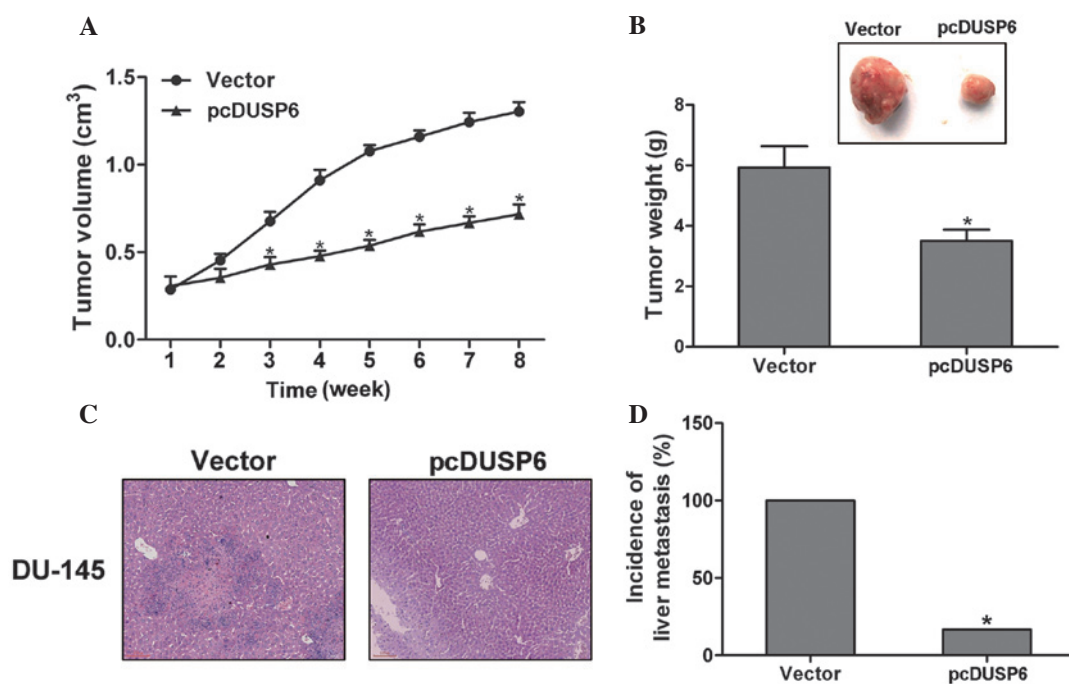 A
Vector
pcDUSP6
Tumor volume (cm³)
1.5
1.0
0.5
0.0
*
*
*
*
*
*
1 2 3 4 5 6 7 8
Time (week)
B
Vector pcDUSP6
Tumor weight (g)
8
6
4
2
0
*
Vector pcDUSP6
C
Vector pcDUSP6
DU-145
D
Incidence of
liver metastasis (%)
150
100
50
0
*
Vector pcDUSP6